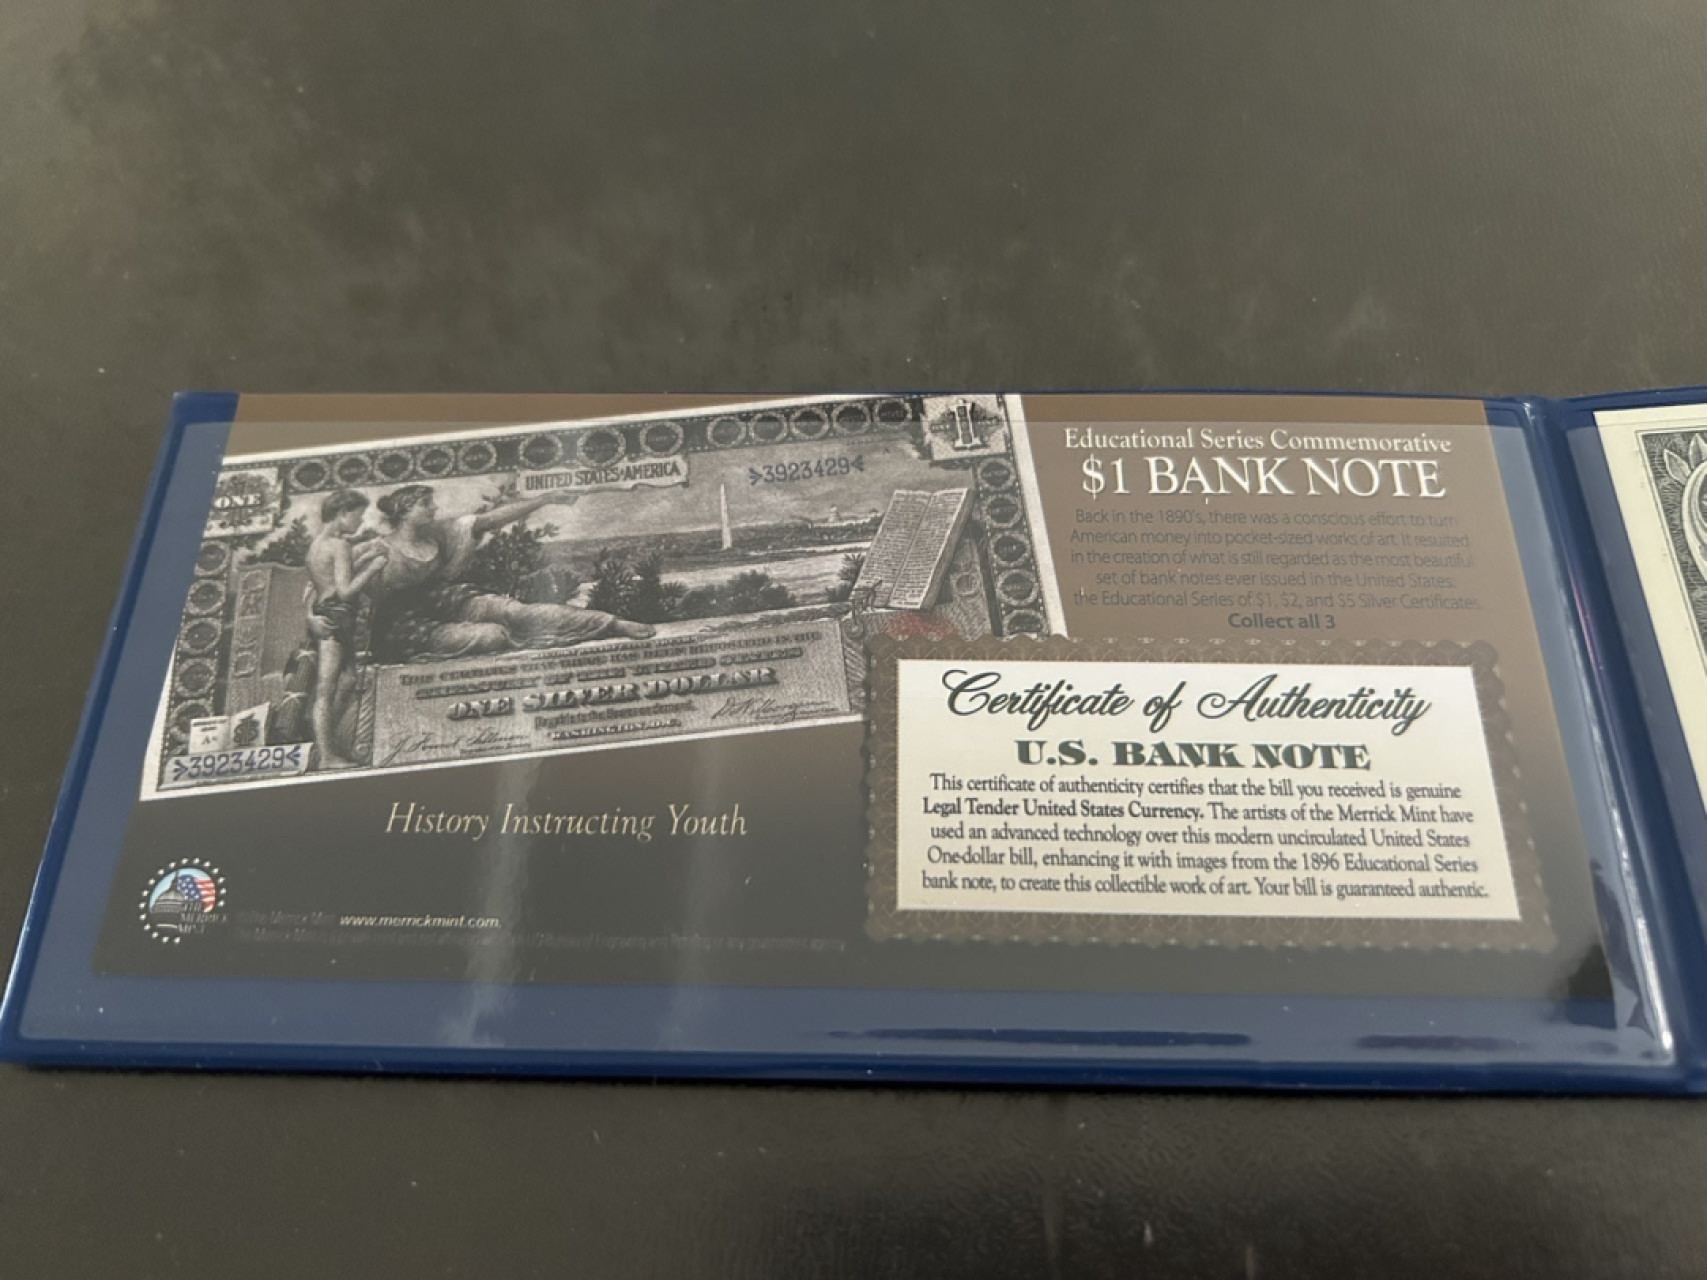 UNITED STATES AMERICA
3923429
1
ONE
ONE SILVER DOLLAR
WASHINGTON, D.C.
3923429
History Instructing Youth
THE
MERRICK
MINT
www.merrickmint.com.
Educational Series Commemorative
$1 BANK NOTE
Back in the 1890's, there was a conscious effort to turn
American money into pocket-sized works of art. It resulted
in the creation of what is still regarded as the most beautiful
set of bank notes ever issued in the United States:
the Educational Series of $1, $2, and $5 Silver Certificates.
Collect all 3
Certificate of Authenticity
U.S. BANK NOTE
This certificate of authenticity certifies that the bill you received is genuine
Legal Tender United States Currency. The artists of the Merrick Mint have
used an advanced technology over this modern uncirculated United States
One-dollar bill, enhancing it with images from the 1896 Educational Series
bank note, to create this collectible work of art. Your bill is guaranteed authentic.